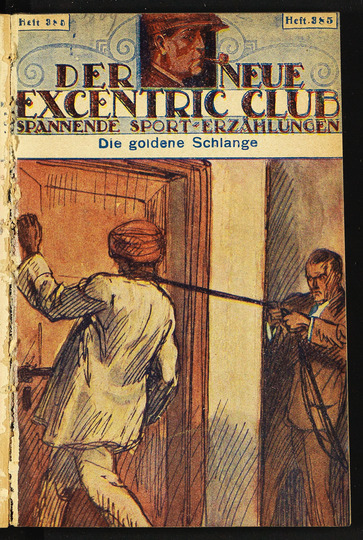 Heft 385
Heft.385
DER NEUE
EXCENTRIC CLUB
SPANNENDE SPORT-ERZÄHLUNGEN
Die goldene Schlange